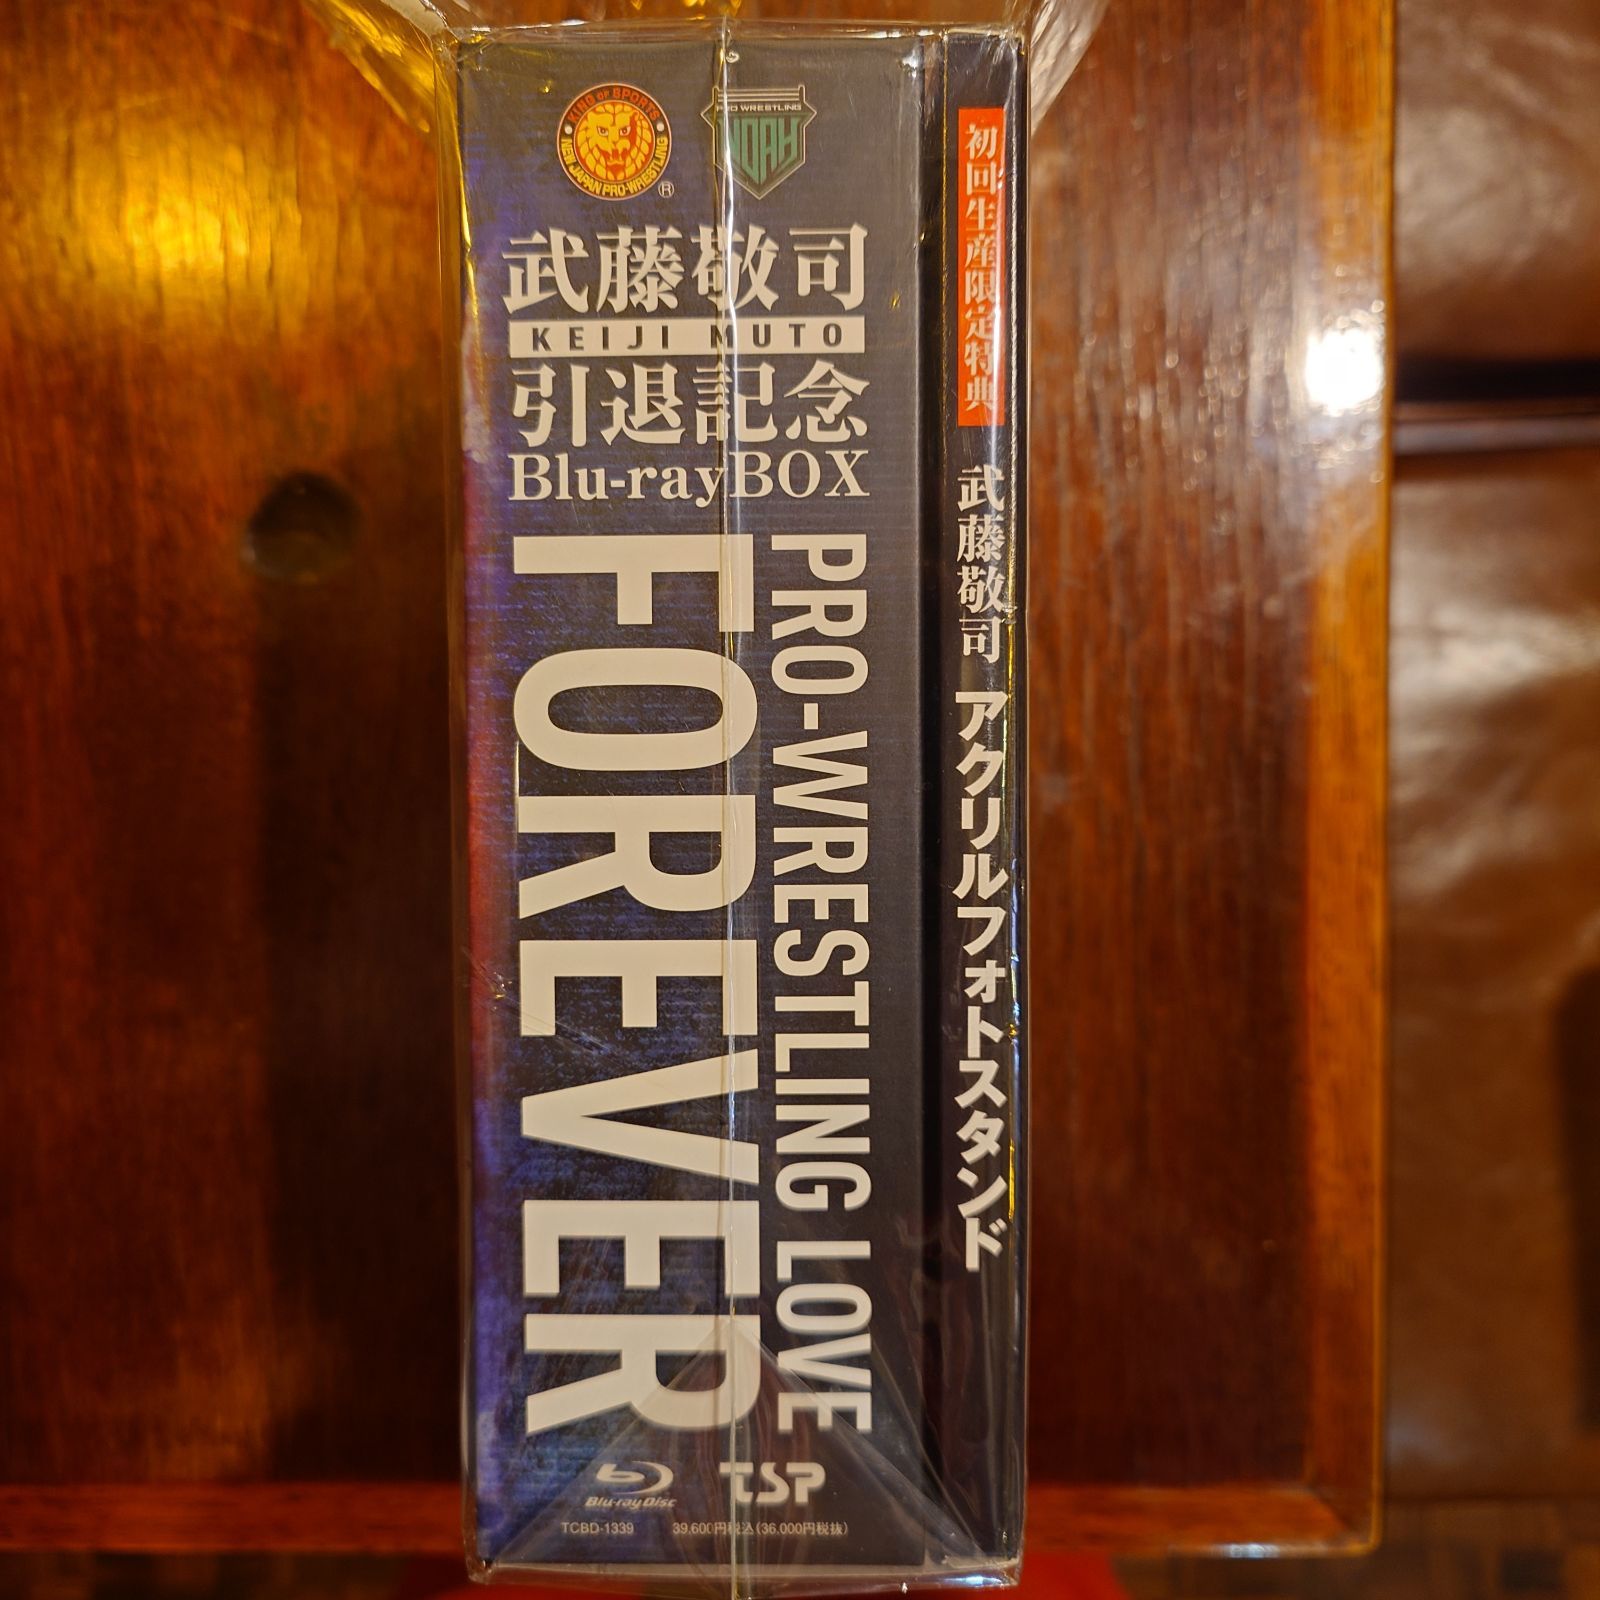 KING OF SPORTS
NEW JAPAN PRO-WRESTLING
®
PRO WRESTLING
NOAH
武藤敬司
KEIJI MUTO
引退記念
Blu-rayBOX
PRO-WRESTLING LOVE
FOREVER
Blu-ray Disc
TSP
TCBD-1339
39,600円税込(36,000円税抜)
初回生産限定特典
武藤敬司 アクリルフォトスタンド